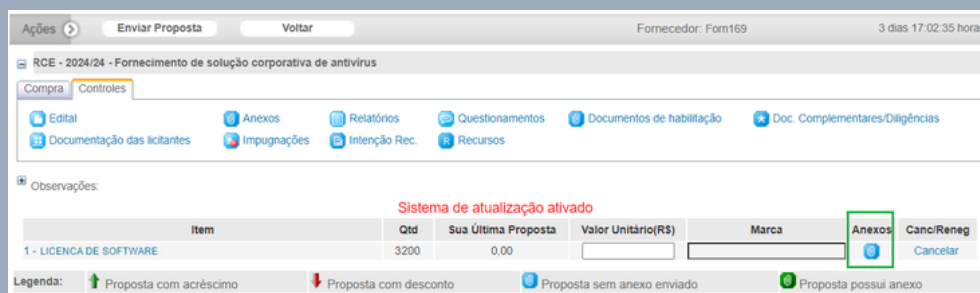 Ações Enviar Proposta Voltar Fornecedor: Forn169 3 dias 17:02:35 horas
RCE - 2024/24 - Fornecimento de solução corporativa de antivírus
Compra Controles
Edital Anexos Relatórios Questionamentos Documentos de habilitação Doc. Complementares/Diligências
Documentação das licitantes Impugnações Intenção Rec. R Recursos
Observações:
Sistema de atualização ativado
Item Qtd Sua Última Proposta Valor Unitário(R$) Marca Anexos Canc/Reneg
1 - LICENCA DE SOFTWARE 3200 0,00 Cancelar
Legenda: Proposta com acréscimo Proposta com desconto Proposta sem anexo enviado Proposta possui anexo